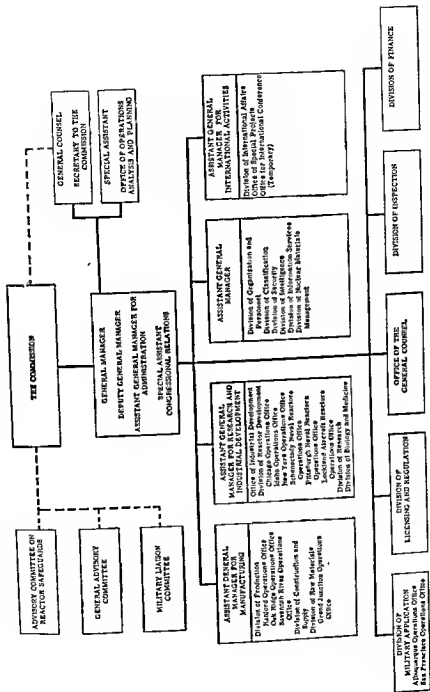 THE COMMISSION
ADVISORY COMMITTEE ON
REACTOR SAFEGUARDS
GENERAL ADVISORY
COMMITTEE
MILITARY LIAISON
COMMITTEE
GENERAL COUNSEL
SECRETARY TO THE
COMMISSION
SPECIAL ASSISTANT
OFFICE OF OPERATIONS
ANALYSIS AND PLANNING
GENERAL MANAGER
DEPUTY GENERAL MANAGER
ASSISTANT GENERAL MANAGER FOR
ADMINISTRATION
SPECIAL ASSISTANT
CONGRESSIONAL RELATIONS
ASSISTANT GENERAL
MANAGER FOR
MANUFACTURING
Division of Production
Hanford Operations Office
Oak Ridge Operations Office
Savannah River Operations
Office
Division of Construction and
Supply
Division of Raw Materials
Grand Junction Operations
Office
ASSISTANT GENERAL
MANAGER FOR RESEARCH AND
INDUSTRIAL DEVELOPMENT
Office of Industrial Development
Division of Reactor Development
Chicago Operations Office
Idaho Operations Office
New York Operations Office
Schenectady Naval Reactors
Operations Office
Pittsburgh Naval Reactors
Operations Office
Lockland Aircraft Reactors
Operations Office
Division of Research
Division of Biology and Medicine
ASSISTANT GENERAL
MANAGER
Division of Organization and
Personnel
Division of Classification
Division of Security
Division of Intelligence
Division of Information Services
Division of Nuclear Materials
Management
ASSISTANT GENERAL
MANAGER FOR
INTERNATIONAL ACTIVITIES
Division of International Affairs
Office of Special Projects
Office for International Conference
(Temporary)
DIVISION OF
MILITARY APPLICATION
Albuquerque Operations Office
San Francisco Operations Office
DIVISION OF
LICENSING AND REGULATION
OFFICE OF THE
GENERAL COUNSEL
DIVISION OF INSPECTION
DIVISION OF FINANCE